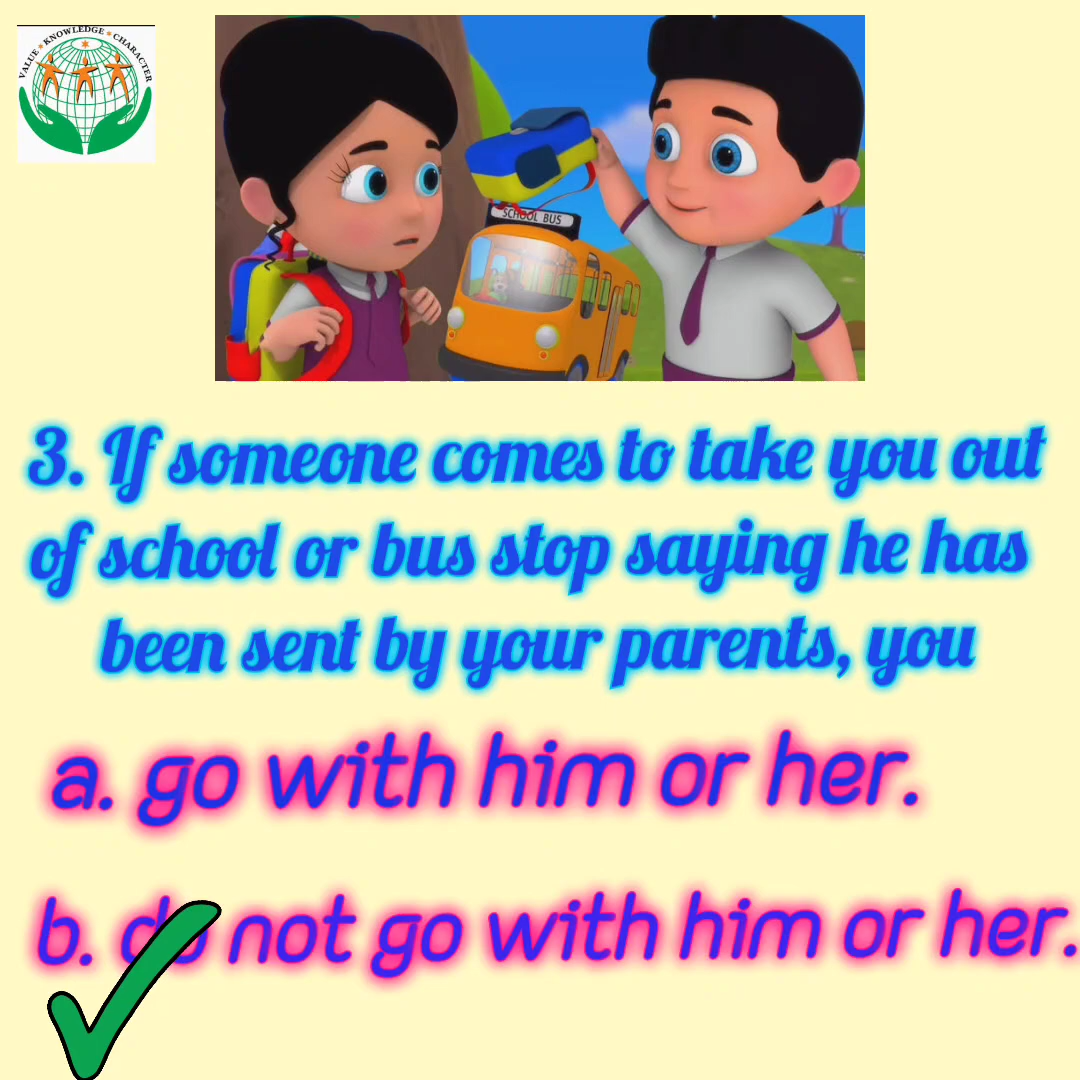 VALUE * KNOWLEDGE * CHARACTER
SCHOOL BUS
3. If someone comes to take you out
of school or bus stop saying he has
been sent by your parents, you
a. go with him or her.
b. do not go with him or her.